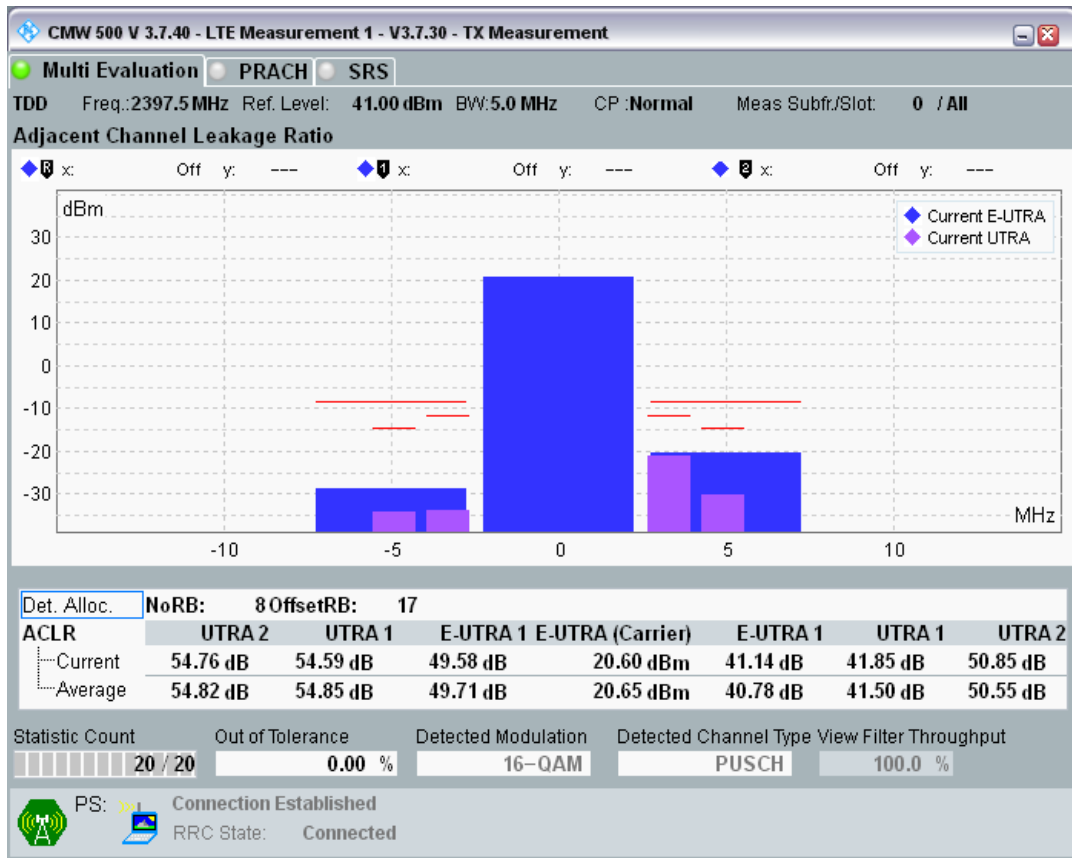 CMW 500 V 3.7.40 - LTE Measurement 1 - V3.7.30 - TX Measurement
Multi Evaluation PRACH SRS
TDD Freq.:2397.5 MHz Ref. Level: 41.00 dBm BW:5.0 MHz CP :Normal Meas Subfr./Slot: 0 / All
Adjacent Channel Leakage Ratio
R x: Off y: --- 1 x: Off y: --- 2 x: Off y: ---
dBm
Current E-UTRA
Current UTRA
30
20
10
0
-10
-20
-30
MHz
-10 -5 0 5 10
Det. Alloc. NoRB: 8 OffsetRB: 17
ACLR UTRA 2 UTRA 1 E-UTRA 1 E-UTRA (Carrier) E-UTRA 1 UTRA 1 UTRA 2
Current 54.76 dB 54.59 dB 49.58 dB 20.60 dBm 41.14 dB 41.85 dB 50.85 dB
Average 54.82 dB 54.85 dB 49.71 dB 20.65 dBm 40.78 dB 41.50 dB 50.55 dB
Statistic Count Out of Tolerance Detected Modulation Detected Channel Type View Filter Throughput
20 / 20 0.00 % 16-QAM PUSCH 100.0 %
PS: Connection Established
RRC State: Connected